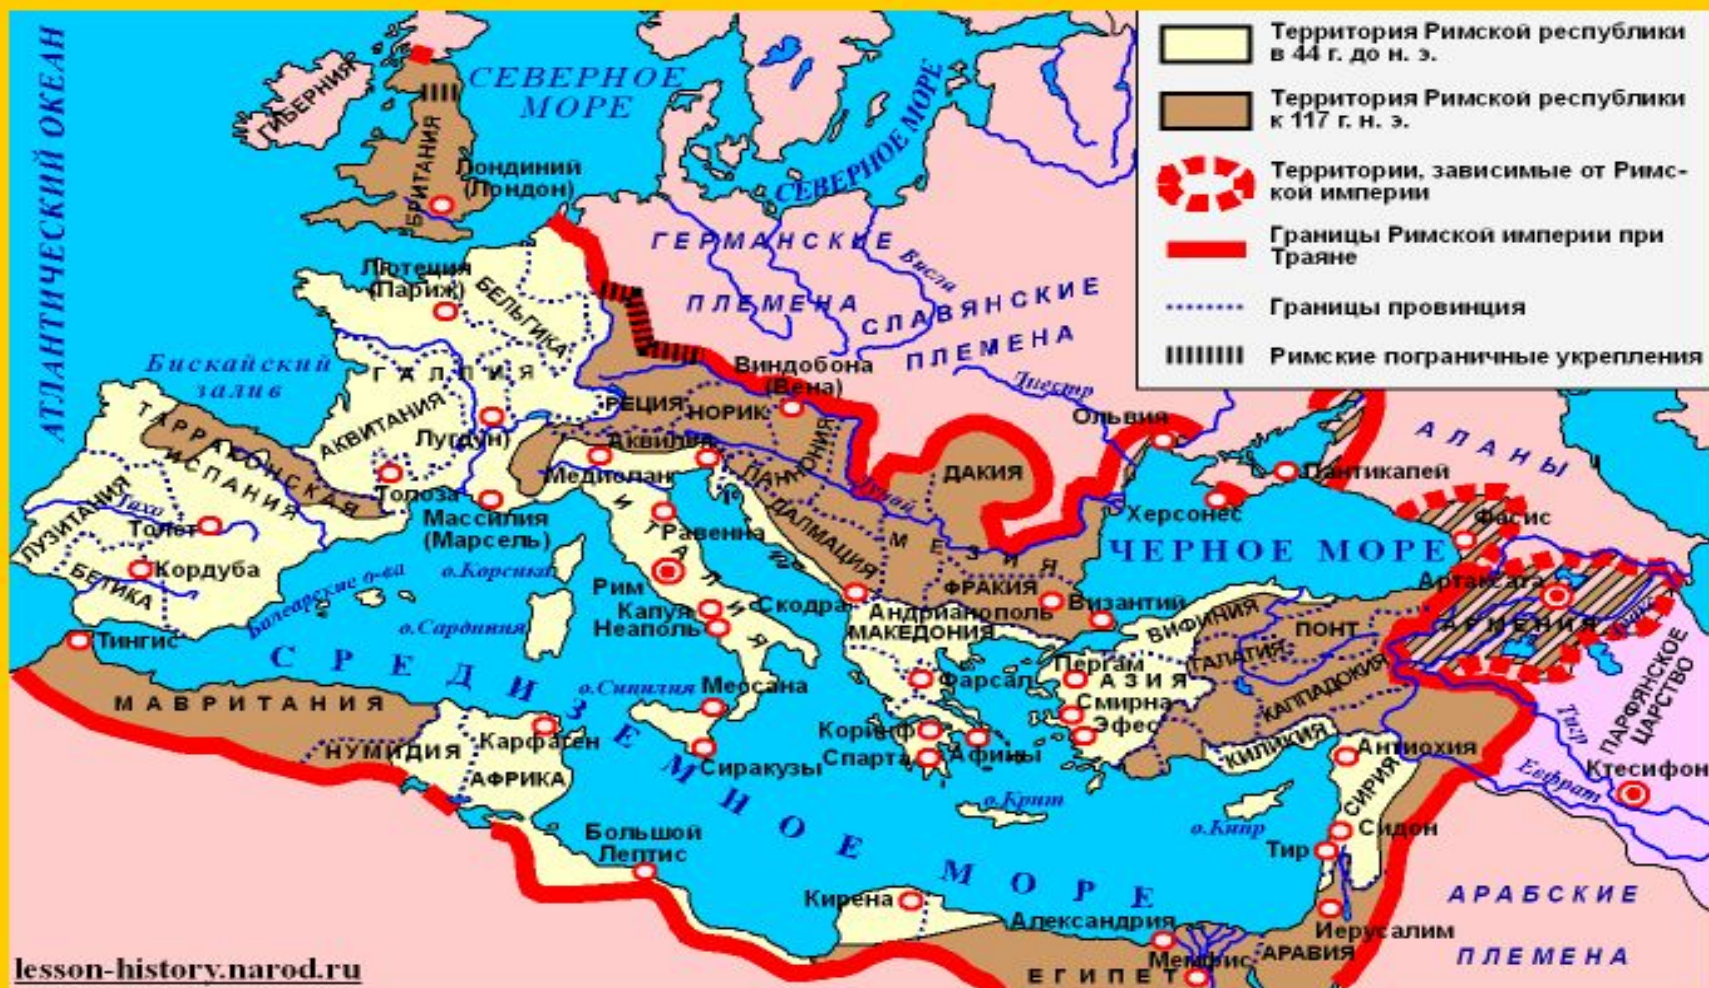 АТЛАНТИЧЕСКИЙ ОКЕАН
ГИБЕРНИЯ
СЕВЕРНОЕ
МОРЕ
СЕВЕРНОЕ МОРЕ
БРИТАНИЯ
Лондиний
(Лондон)
Территория Римской республики
в 44 г. до н. э.
Территория Римской республики
к 117 г. н. э.
Территории, зависимые от Римс-
кой империи
Границы Римской империи при
Траяне
Границы провинция
Римские пограничные укрепления
ГЕРМАНСКИЕ
ПЛЕМЕНА
Висла
СЛАВЯНСКИЕ
ПЛЕМЕНА
Днестр
Лютеция
(Париж)
БЕЛЬГИКА
ГАЛЛИЯ
Бискайский
залив
АКВИТАНИЯ
Лугдун)
Толоза
Массилия
(Марсель)
РЕЦИЯ
НОРИК
Виндобона
(Вена)
Аквилея
Медиолан
ПАННОНИЯ
ДАКИЯ
Дунай
Ольвия
Пантикапей
Херсонес
АЛАНЫ
Фасис
ЧЕРНОЕ МОРЕ
Артаксата
АРМЕНИЯ
ТАРРАКОНСКАЯ
ИСПАНИЯ
ЛУЗИТАНИЯ
Тахо
Толет
Кордуба
БЕТИКА
Балеарские о-ва
о.Корсика
о.Сардиния
ИТАЛИЯ
Равенна
Рим
Капуя
Неаполь
ДАЛМАЦИЯ
МЕЗИЯ
ФРАКИЯ
Скодра
Андрианополь
Византий
МАКЕДОНИЯ
ВИФИНИЯ
ПОНТ
ГАЛАТИЯ
КАППАДОКИЯ
Пергам
АЗИЯ
Смирна
Эфес
КИЛИКИЯ
Фарсал
Коринф
Афины
Спарта
Тингис
МАВРИТАНИЯ
НУМИДИЯ
АФРИКА
Карфаген
о.Сицилия
Мессана
Сиракузы
СРЕДИЗЕМНОЕ МОРЕ
Большой
Лептис
Кирена
о.Крит
о.Кипр
Антиохия
СИРИЯ
Сидон
Тир
Иерусалим
Александрия
Мемфис
ЕГИПЕТ
АРАВИЯ
ПАРФЯНСКОЕ
ЦАРСТВО
Тигр
Евфрат
Ктесифон
АРАБСКИЕ
ПЛЕМЕНА
lesson-history.narod.ru